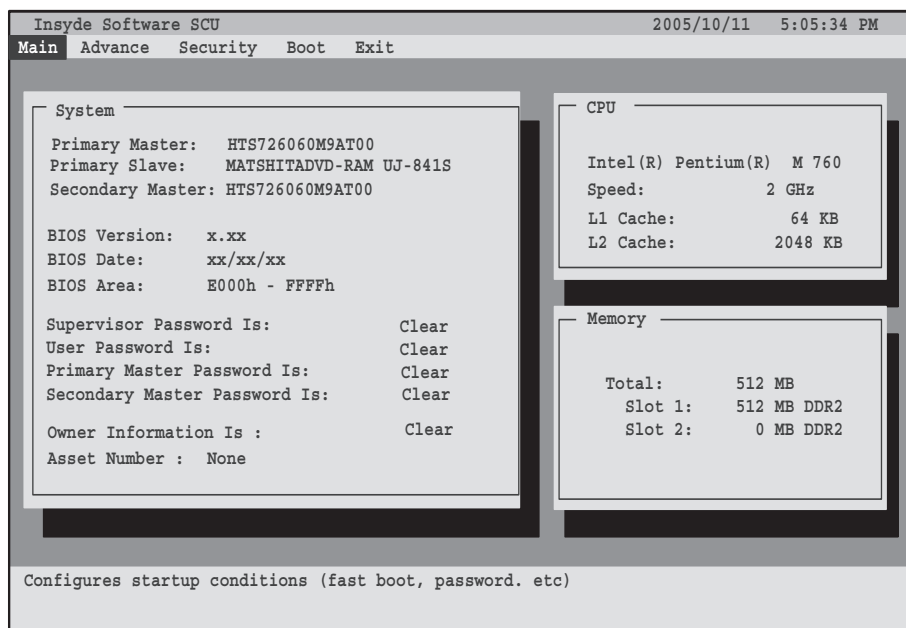 Insyde Software SCU 2005/10/11 5:05:34 PM
Main Advance Security Boot Exit
System
Primary Master: HTS726060M9AT00
Primary Slave: MATSHITADVD-RAM UJ-841S
Secondary Master: HTS726060M9AT00
BIOS Version: x.xx
BIOS Date: xx/xx/xx
BIOS Area: E000h - FFFFh
Supervisor Password Is: Clear
User Password Is: Clear
Primary Master Password Is: Clear
Secondary Master Password Is: Clear
Owner Information Is : Clear
Asset Number : None
CPU
Intel(R) Pentium(R) M 760
Speed: 2 GHz
L1 Cache: 64 KB
L2 Cache: 2048 KB
Memory
Total: 512 MB
Slot 1: 512 MB DDR2
Slot 2: 0 MB DDR2
Configures startup conditions (fast boot, password. etc)